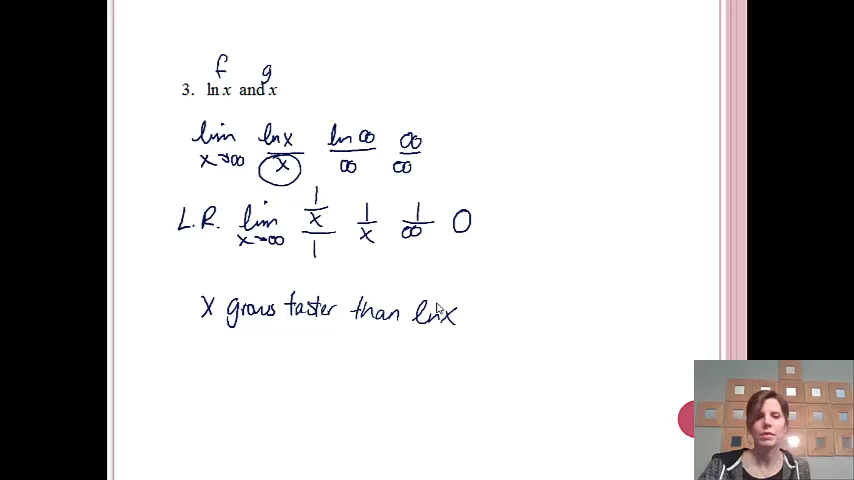 f g
3. ln x and x
lim x→∞ ln x / x ln ∞ / ∞ ∞ / ∞
L.R. lim x→∞ 1/x / 1 1/x 1/∞ 0
x grows faster than ln x